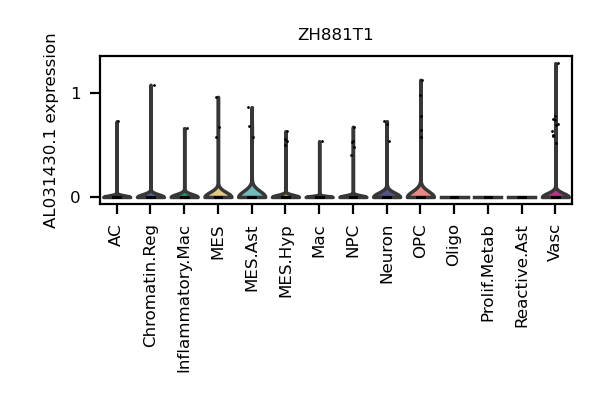 ZH881T1
AL031430.1 expression
1
0
AC
Chromatin.Reg
Inflammatory.Mac
MES
MES.Ast
MES.Hyp
Mac
NPC
Neuron
OPC
Oligo
Prolif.Metab
Reactive.Ast
Vasc